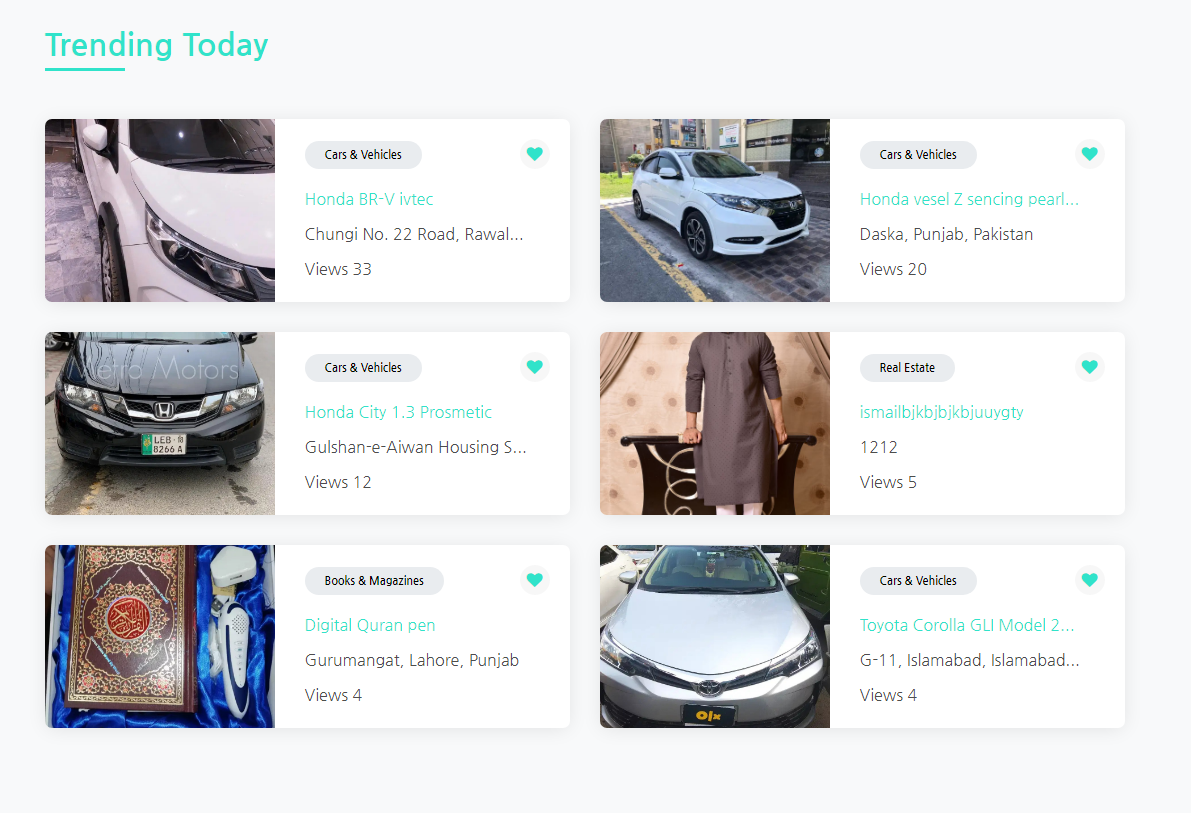 Trending Today
Cars & Vehicles
Honda BR-V ivtec
Chungi No. 22 Road, Rawal...
Views 33
Cars & Vehicles
Honda vesel Z sencing pearl...
Daska, Punjab, Pakistan
Views 20
Metro Motors
LEB-10
8266 A
Cars & Vehicles
Honda City 1.3 Prosmetic
Gulshan-e-Aiwan Housing S...
Views 12
Real Estate
ismailbjkbjbjkbjuuygty
1212
Views 5
Books & Magazines
Digital Quran pen
Gurumangat, Lahore, Punjab
Views 4
Olx
Cars & Vehicles
Toyota Corolla GLI Model 2...
G-11, Islamabad, Islamabad...
Views 4